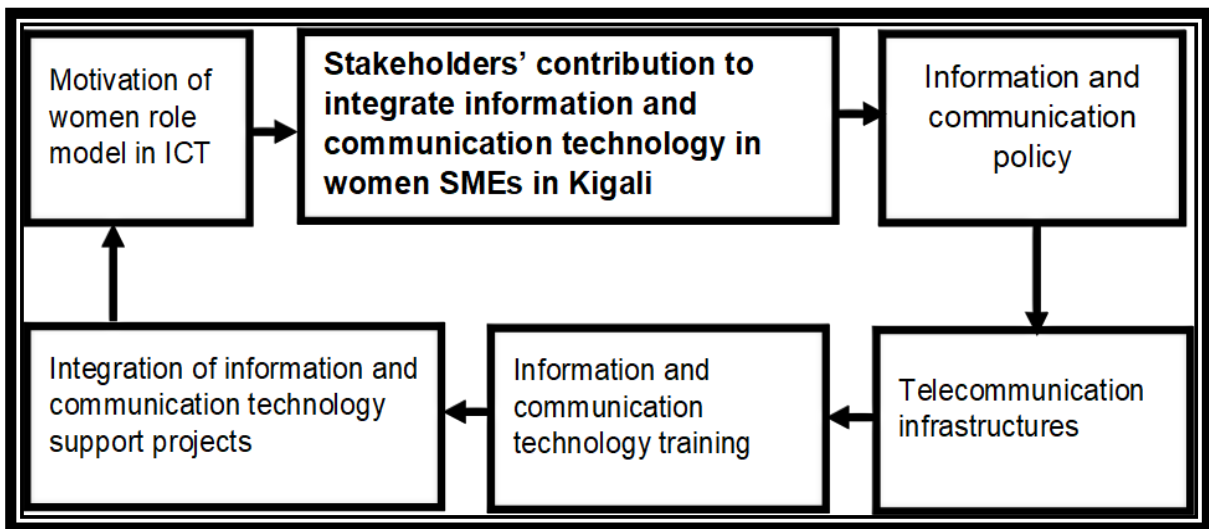 Motivation of
women role
model in ICT
Stakeholders’ contribution to
integrate information and
communication technology in
women SMEs in Kigali
Information and
communication
policy
Integration of information and
communication technology
support projects
Information and
communication
technology training
Telecommunication
infrastructures